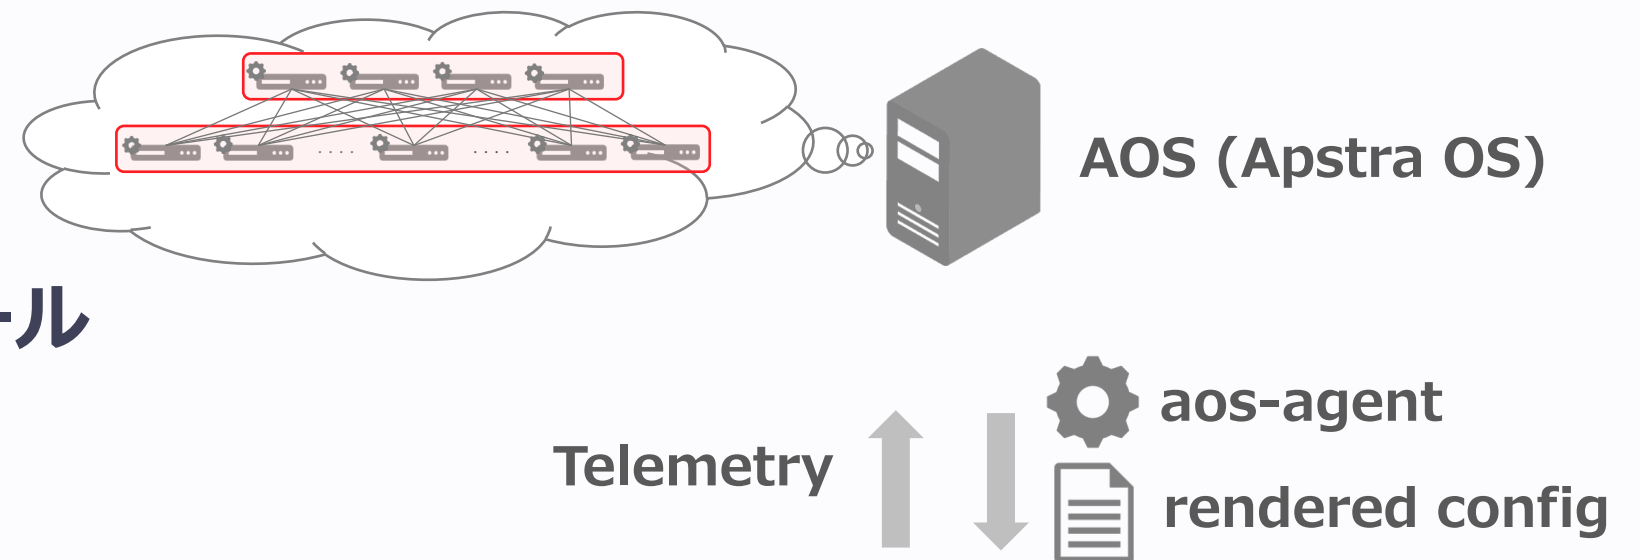 AOS (Apstra OS)
ール
aos-agent
Telemetry
rendered config